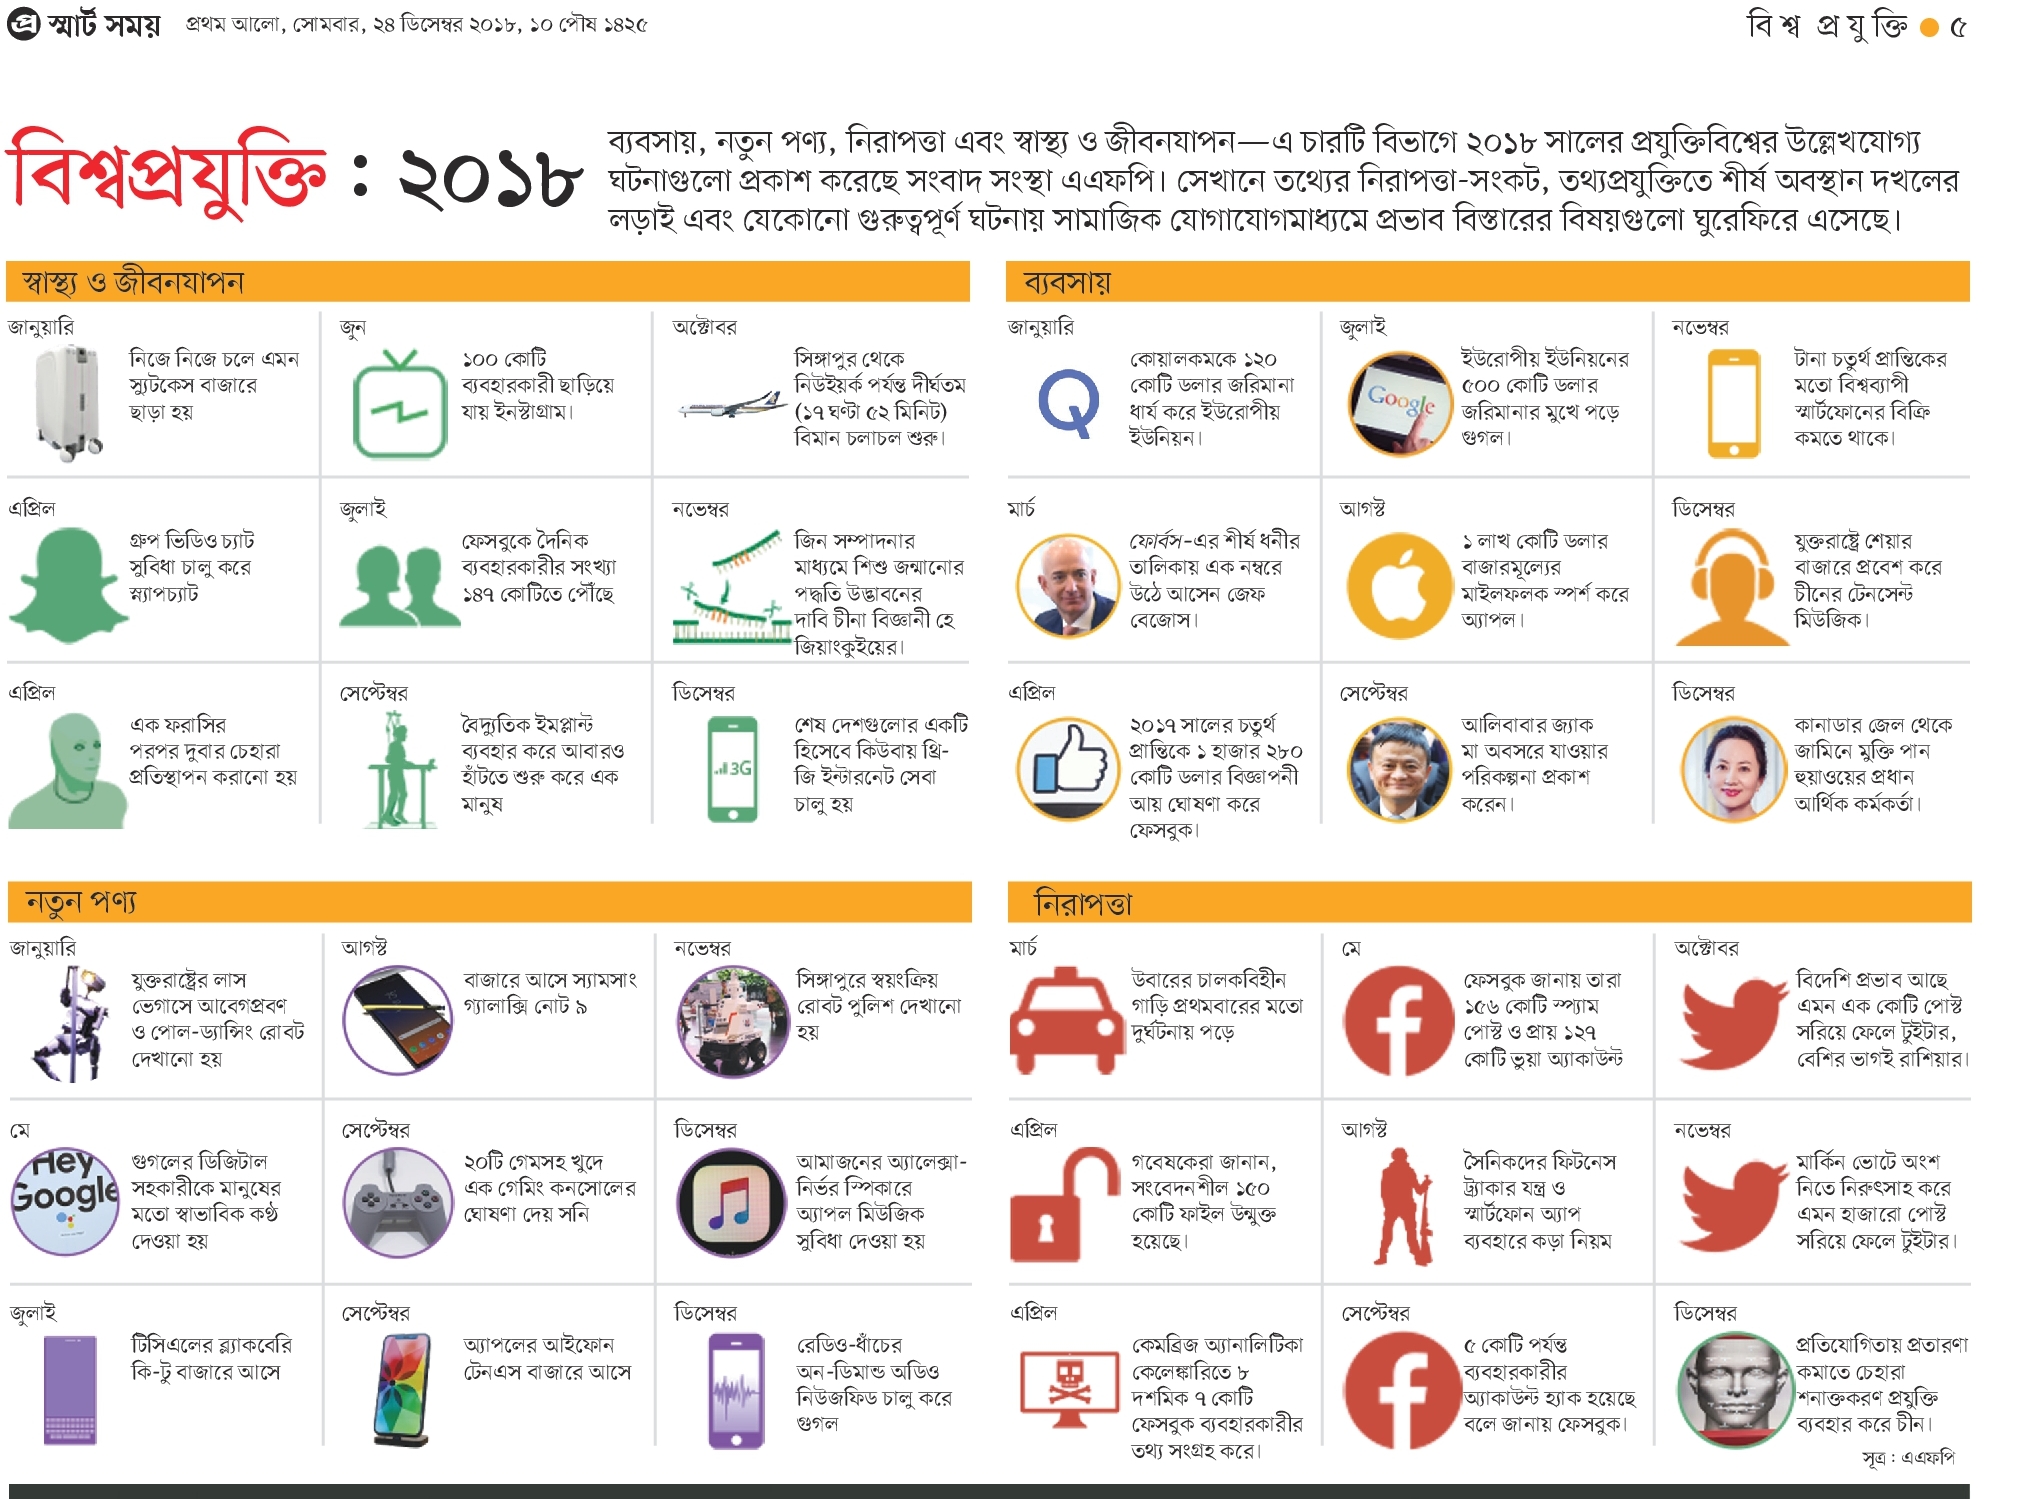 প্র স্মার্ট সময়
প্রথম আলো, সোমবার, ২৪ ডিসেম্বর ২০১৮, ১০ পৌষ ১৪২৫
বিশ্ব প্রযুক্তি ● ৫
বিশ্বপ্রযুক্তি : ২০১৮
ব্যবসায়, নতুন পণ্য, নিরাপত্তা এবং স্বাস্থ্য ও জীবনযাপন—এ চারটি বিভাগে ২০১৮ সালের প্রযুক্তিবিশ্বের উল্লেখযোগ্য
ঘটনাগুলো প্রকাশ করেছে সংবাদ সংস্থা এএফপি। সেখানে তথ্যের নিরাপত্তা-সংকট, তথ্যপ্রযুক্তিতে শীর্ষ অবস্থান দখলের
লড়াই এবং যেকোনো গুরুত্বপূর্ণ ঘটনায় সামাজিক যোগাযোগমাধ্যমে প্রভাব বিস্তারের বিষয়গুলো ঘুরেফিরে এসেছে।
স্বাস্থ্য ও জীবনযাপন
জানুয়ারি
নিজে নিজে চলে এমন
স্যুটকেস বাজারে
ছাড়া হয়
জুন
১০০ কোটি
ব্যবহারকারী ছাড়িয়ে
যায় ইনস্টাগ্রাম।
অক্টোবর
সিঙ্গাপুর থেকে
নিউইয়র্ক পর্যন্ত দীর্ঘতম
(১৭ ঘণ্টা ৫২ মিনিট)
বিমান চলাচল শুরু।
এপ্রিল
গ্রুপ ভিডিও চ্যাট
সুবিধা চালু করে
স্ন্যাপচ্যাট
জুলাই
ফেসবুকে দৈনিক
ব্যবহারকারীর সংখ্যা
১৪৭ কোটিতে পৌঁছে
নভেম্বর
জিন সম্পাদনার
মাধ্যমে শিশু জন্মানোর
পদ্ধতি উদ্ভাবনের
দাবি চীনা বিজ্ঞানী হে
জিয়াংকুইয়ের।
এপ্রিল
এক ফরাসির
পরপর দুবার চেহারা
প্রতিস্থাপন করানো হয়
সেপ্টেম্বর
বৈদ্যুতিক ইমপ্লান্ট
ব্যবহার করে আবারও
হাঁটতে শুরু করে এক
মানুষ
ডিসেম্বর
3G
শেষ দেশগুলোর একটি
হিসেবে কিউবায় থ্রি-
জি ইন্টারনেট সেবা
চালু হয়
ব্যবসায়
জানুয়ারি
কোয়ালকমকে ১২০
কোটি ডলার জরিমানা
ধার্য করে ইউরোপীয়
ইউনিয়ন।
জুলাই
Google
ইউরোপীয় ইউনিয়নের
৫০০ কোটি ডলার
জরিমানার মুখে পড়ে
গুগল।
নভেম্বর
টানা চতুর্থ প্রান্তিকের
মতো বিশ্বব্যাপী
স্মার্টফোনের বিক্রি
কমতে থাকে।
মার্চ
ফোর্বস-এর শীর্ষ ধনীর
তালিকায় এক নম্বরে
উঠে আসেন জেফ
বেজোস।
আগস্ট
১ লাখ কোটি ডলার
বাজারমূল্যের
মাইলফলক স্পর্শ করে
অ্যাপল।
ডিসেম্বর
যুক্তরাষ্ট্রে শেয়ার
বাজারে প্রবেশ করে
চীনের টেনসেন্ট
মিউজিক।
এপ্রিল
২০১৭ সালের চতুর্থ
প্রান্তিকে ১ হাজার ২৮০
কোটি ডলার বিজ্ঞাপনী
আয় ঘোষণা করে
ফেসবুক।
সেপ্টেম্বর
আলিবাবার জ্যাক
মা অবসরে যাওয়ার
পরিকল্পনা প্রকাশ
করেন।
ডিসেম্বর
কানাডার জেল থেকে
জামিনে মুক্তি পান
হুয়াওয়ের প্রধান
আর্থিক কর্মকর্তা।
নতুন পণ্য
জানুয়ারি
যুক্তরাষ্ট্রের লাস
ভেগাসে আবেগপ্রবণ
ও পোল-ড্যান্সিং রোবট
দেখানো হয়
আগস্ট
বাজারে আসে স্যামসাং
গ্যালাক্সি নোট ৯
নভেম্বর
সিঙ্গাপুরে স্বয়ংক্রিয়
রোবট পুলিশ দেখানো
হয়
মে
Hey
Google
গুগলের ডিজিটাল
সহকারীকে মানুষের
মতো স্বাভাবিক কণ্ঠ
দেওয়া হয়
সেপ্টেম্বর
২০টি গেমসহ খুদে
এক গেমিং কনসোলের
ঘোষণা দেয় সনি
ডিসেম্বর
আমাজনের অ্যালেক্সা-
নির্ভর স্পিকারে
অ্যাপল মিউজিক
সুবিধা দেওয়া হয়
জুলাই
টিসিএলের ব্ল্যাকবেরি
কি-টু বাজারে আসে
সেপ্টেম্বর
অ্যাপলের আইফোন
টেনএস বাজারে আসে
ডিসেম্বর
রেডিও-ধাঁচের
অন-ডিমান্ড অডিও
নিউজফিড চালু করে
গুগল
নিরাপত্তা
মার্চ
উবারের চালকবিহীন
গাড়ি প্রথমবারের মতো
দুর্ঘটনায় পড়ে
মে
ফেসবুক জানায় তারা
১৫৬ কোটি স্প্যাম
পোস্ট ও প্রায় ১২৭
কোটি ভুয়া অ্যাকাউন্ট
অক্টোবর
বিদেশি প্রভাব আছে
এমন এক কোটি পোস্ট
সরিয়ে ফেলে টুইটার,
বেশির ভাগই রাশিয়ার।
এপ্রিল
গবেষকেরা জানান,
সংবেদনশীল ১৫০
কোটি ফাইল উন্মুক্ত
হয়েছে।
আগস্ট
সৈনিকদের ফিটনেস
ট্র্যাকার যন্ত্র ও
স্মার্টফোন অ্যাপ
ব্যবহারে কড়া নিয়ম
নভেম্বর
মার্কিন ভোটে অংশ
নিতে নিরুৎসাহ করে
এমন হাজারো পোস্ট
সরিয়ে ফেলে টুইটার।
এপ্রিল
কেমব্রিজ অ্যানালিটিকা
কেলেঙ্কারিতে ৮
দশমিক ৭ কোটি
ফেসবুক ব্যবহারকারীর
তথ্য সংগ্রহ করে।
সেপ্টেম্বর
৫ কোটি পর্যন্ত
ব্যবহারকারীর
অ্যাকাউন্ট হ্যাক হয়েছে
বলে জানায় ফেসবুক।
ডিসেম্বর
প্রতিযোগিতায় প্রতারণা
কমাতে চেহারা
শনাক্তকরণ প্রযুক্তি
ব্যবহার করে চীন।
সূত্র : এএফপি